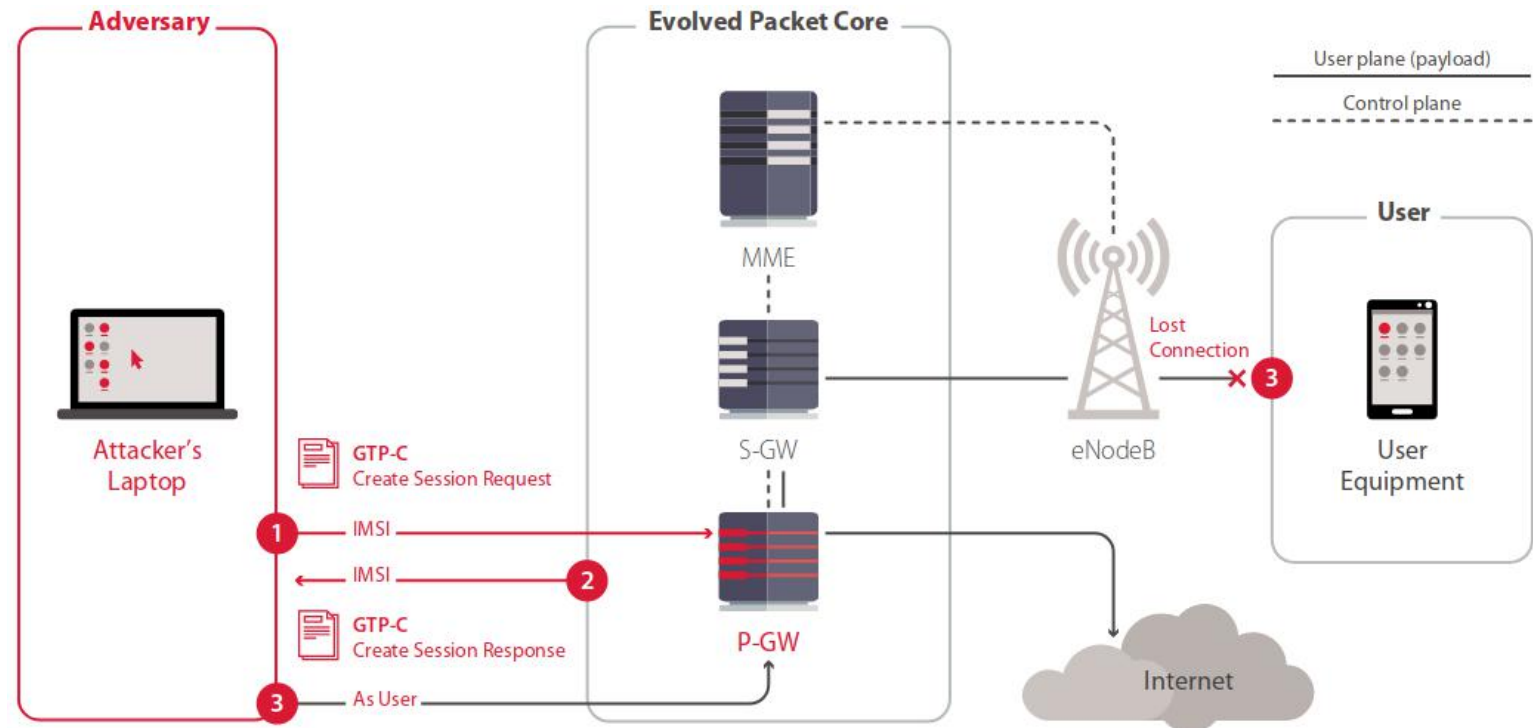 Adversary
Evolved Packet Core
User plane (payload)
Control plane
User
MME
Lost
Connection
3
Attacker's
Laptop
GTP-C
Create Session Request
S-GW
eNodeB
User
Equipment
1
IMSI
IMSI
2
GTP-C
Create Session Response
P-GW
Internet
3
As User